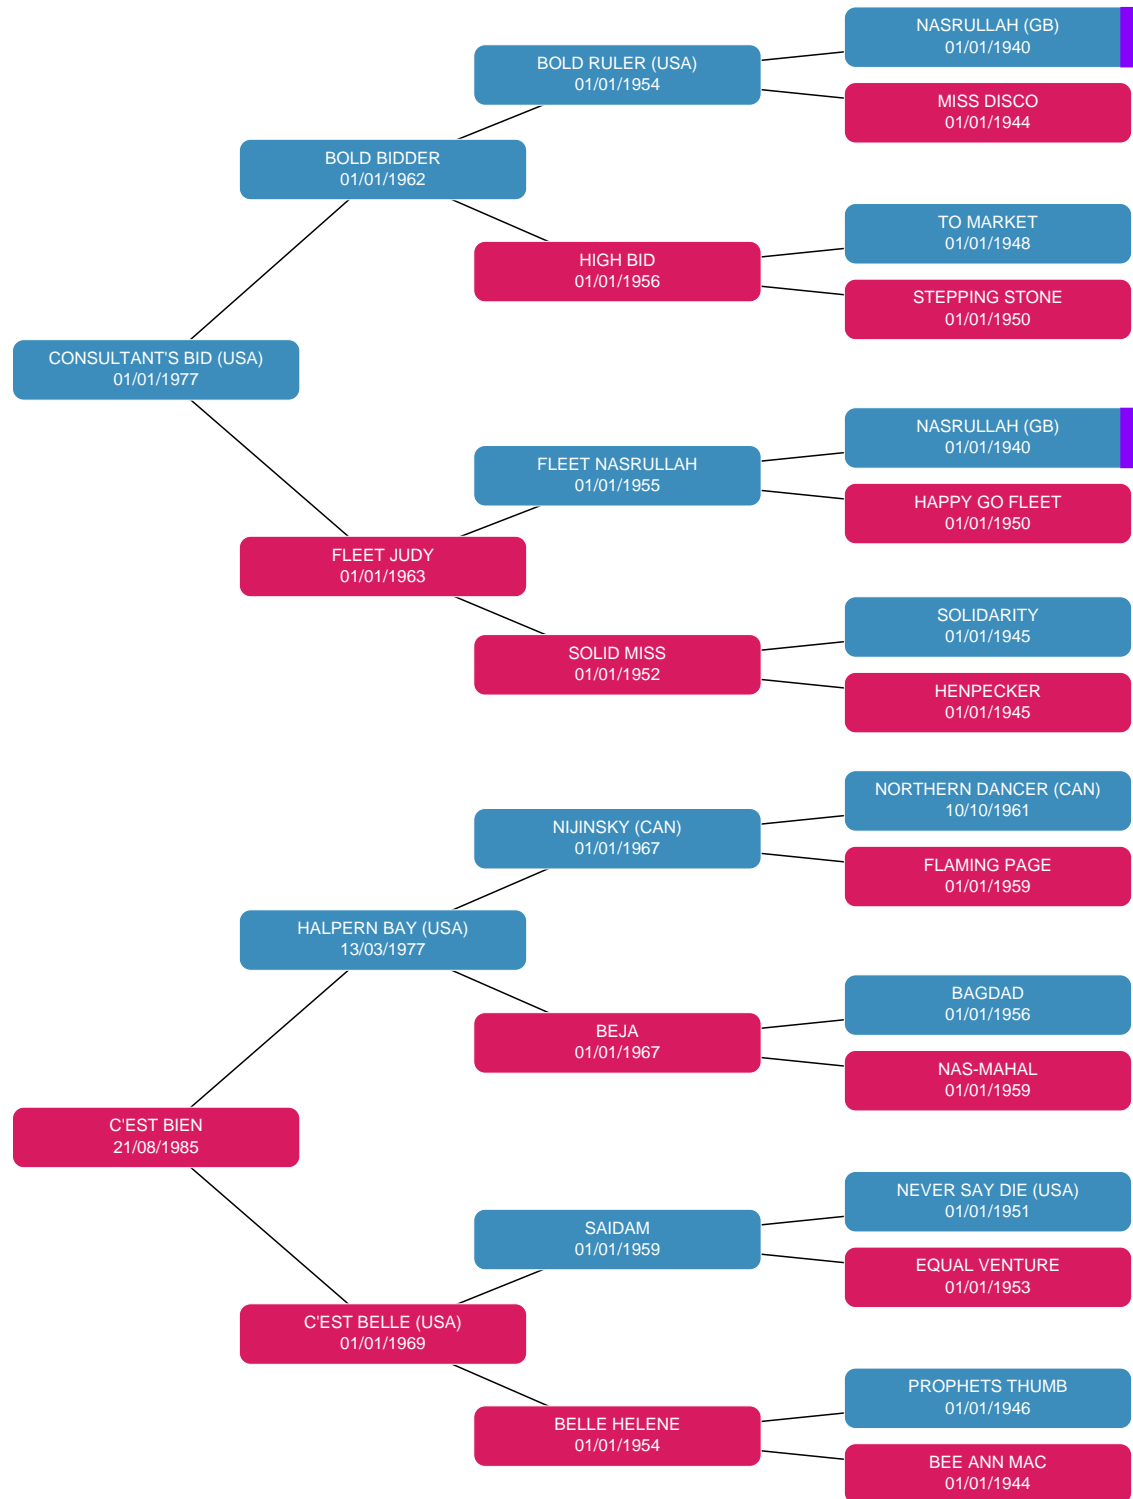 NASRULLAH (GB)
01/01/1940
BOLD RULER (USA)
01/01/1954
MISS DISCO
01/01/1944
BOLD BIDDER
01/01/1962
TO MARKET
01/01/1948
HIGH BID
01/01/1956
STEPPING STONE
01/01/1950
CONSULTANT'S BID (USA)
01/01/1977
NASRULLAH (GB)
01/01/1940
FLEET NASRULLAH
01/01/1955
HAPPY GO FLEET
01/01/1950
FLEET JUDY
01/01/1963
SOLIDARITY
01/01/1945
SOLID MISS
01/01/1952
HENPECKER
01/01/1945
NORTHERN DANCER (CAN)
10/10/1961
NIJINSKY (CAN)
01/01/1967
FLAMING PAGE
01/01/1959
HALPERN BAY (USA)
13/03/1977
BAGDAD
01/01/1956
BEJA
01/01/1967
NAS-MAHAL
01/01/1959
C'EST BIEN
21/08/1985
NEVER SAY DIE (USA)
01/01/1951
SAIDAM
01/01/1959
EQUAL VENTURE
01/01/1953
C'EST BELLE (USA)
01/01/1969
PROPHETS THUMB
01/01/1946
BELLE HELENE
01/01/1954
BEE ANN MAC
01/01/1944